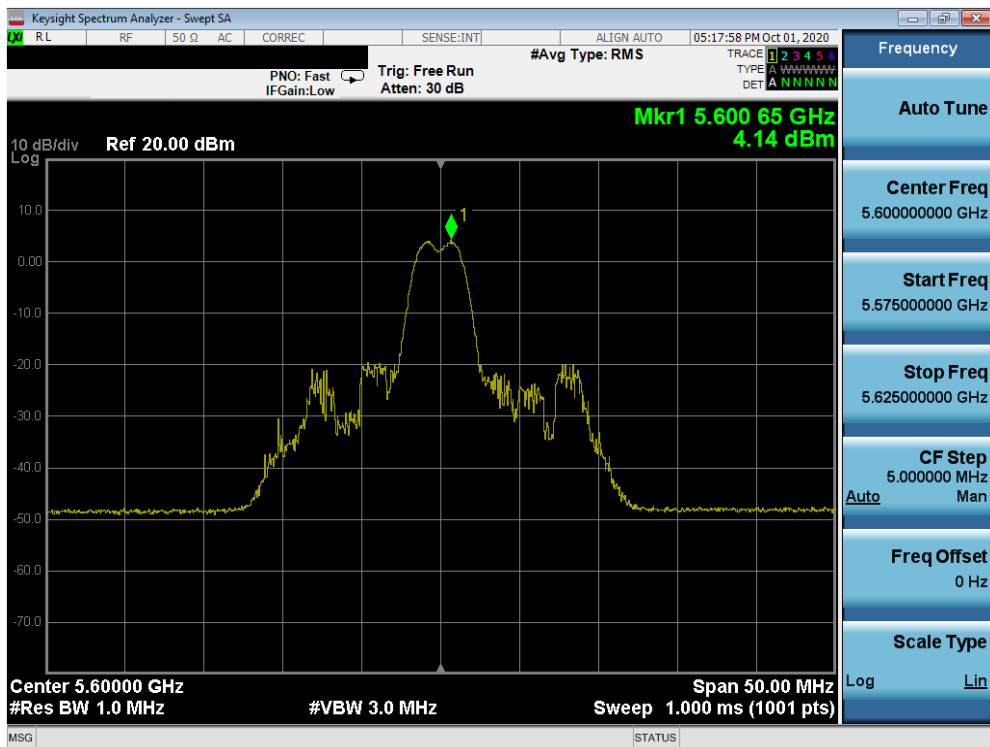 Keysight Spectrum Analyzer - Swept SA
LXI RL RF 50 Ω AC CORREC SENSE:INT ALIGN AUTO 05:17:58 PM Oct 01, 2020
#Avg Type: RMS
PNO: Fast
IFGain:Low
Trig: Free Run
Atten: 30 dB
TRACE 1 2 3 4 5 6
TYPE A WWWWW
DET A N N N N N
Mkr1 5.600 65 GHz
4.14 dBm
10 dB/div Ref 20.00 dBm
Log
1
10.0
0.00
-10.0
-20.0
-30.0
-40.0
-50.0
-60.0
-70.0
Center 5.60000 GHz Span 50.00 MHz
#Res BW 1.0 MHz #VBW 3.0 MHz Sweep 1.000 ms (1001 pts)
MSG STATUS
Frequency
Auto Tune
Center Freq
5.600000000 GHz
Start Freq
5.575000000 GHz
Stop Freq
5.625000000 GHz
CF Step
5.000000 MHz
Auto Man
Freq Offset
0 Hz
Scale Type
Log Lin